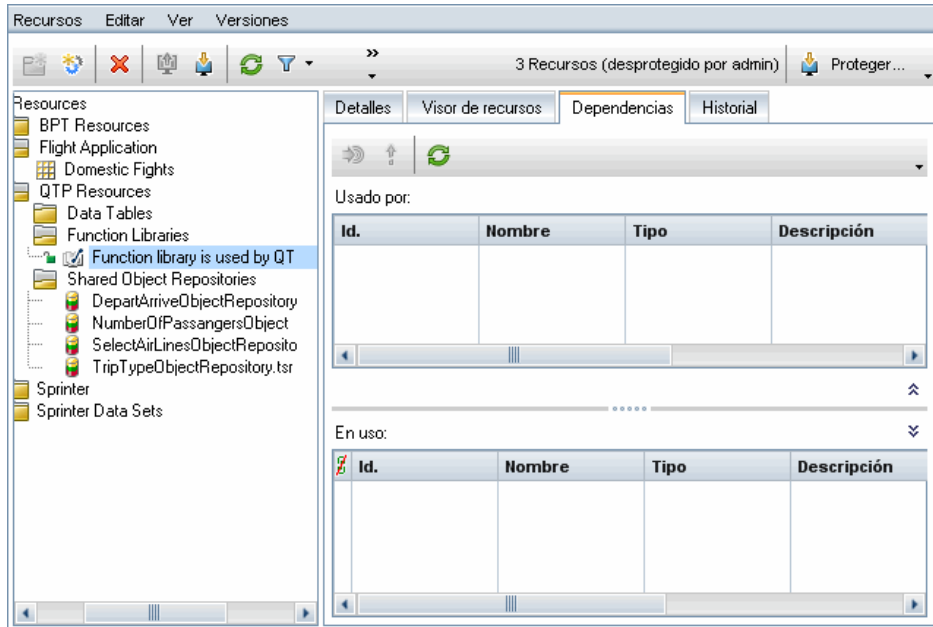 Recursos Editar Ver Versiones
3 Recursos (desprotegido por admin) Proteger...
Resources
BPT Resources
Flight Application
Domestic Fights
QTP Resources
Data Tables
Function Libraries
Function library is used by QT
Shared Object Repositories
DepartArriveObjectRepository
NumberOfPassangersObject
SelectAirLinesObjectReposito
TripTypeObjectRepository.tsr
Sprinter
Sprinter Data Sets
Detalles Visor de recursos Dependencias Historial
Usado por:
Id. Nombre Tipo Descripción
En uso:
Id. Nombre Tipo Descripción